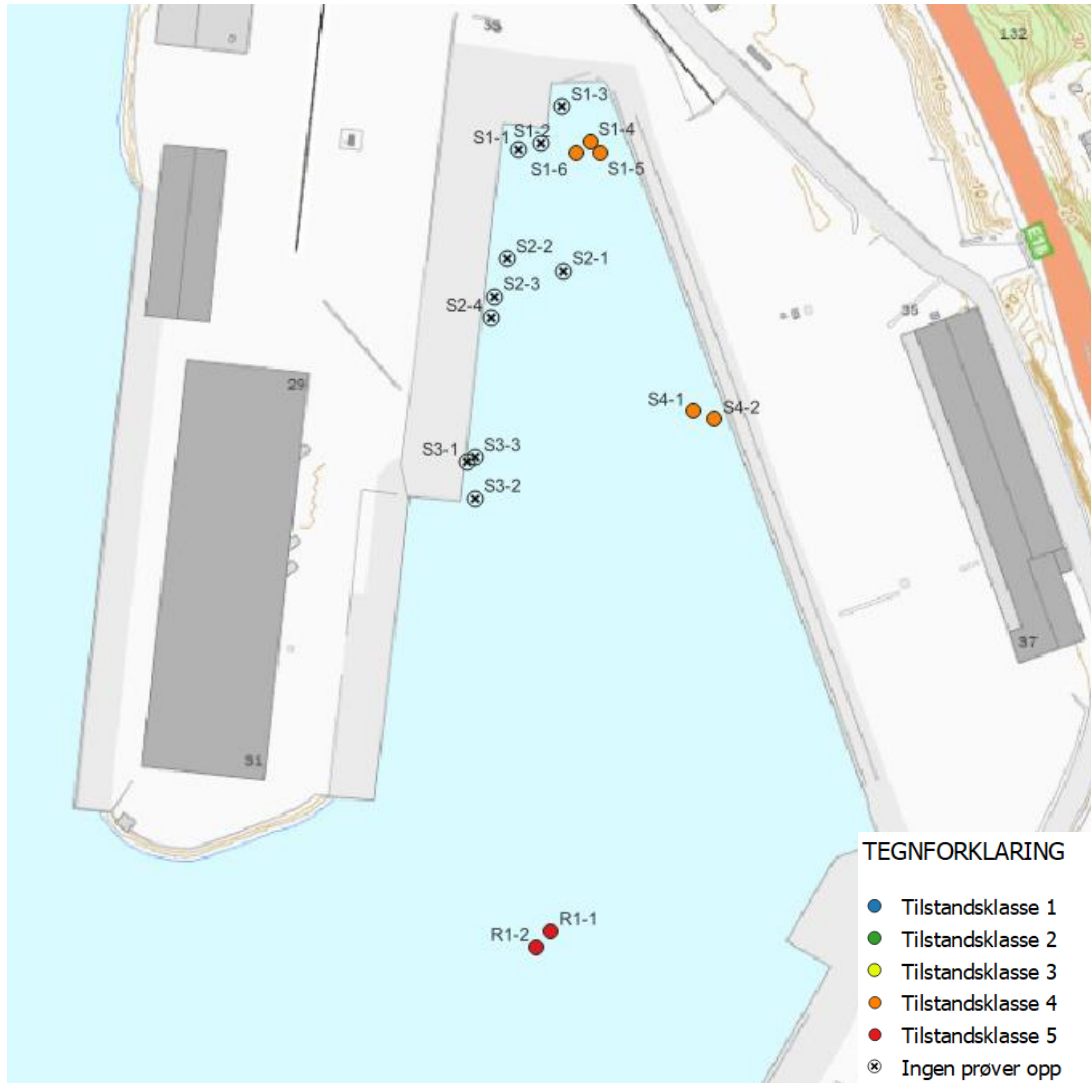 35
132
S1-3
S1-2
S1-4
S1-1
S1-6
S1-5
S2-2
S2-1
S2-3
S2-4
35
29
S4-1
S4-2
S3-3
S3-1
S3-2
37
31
TEGNFORKLARING
R1-1
Tilstandsklasse 1
R1-2
Tilstandsklasse 2
Tilstandsklasse 3
Tilstandsklasse 4
Tilstandsklasse 5
Ingen prøver opp